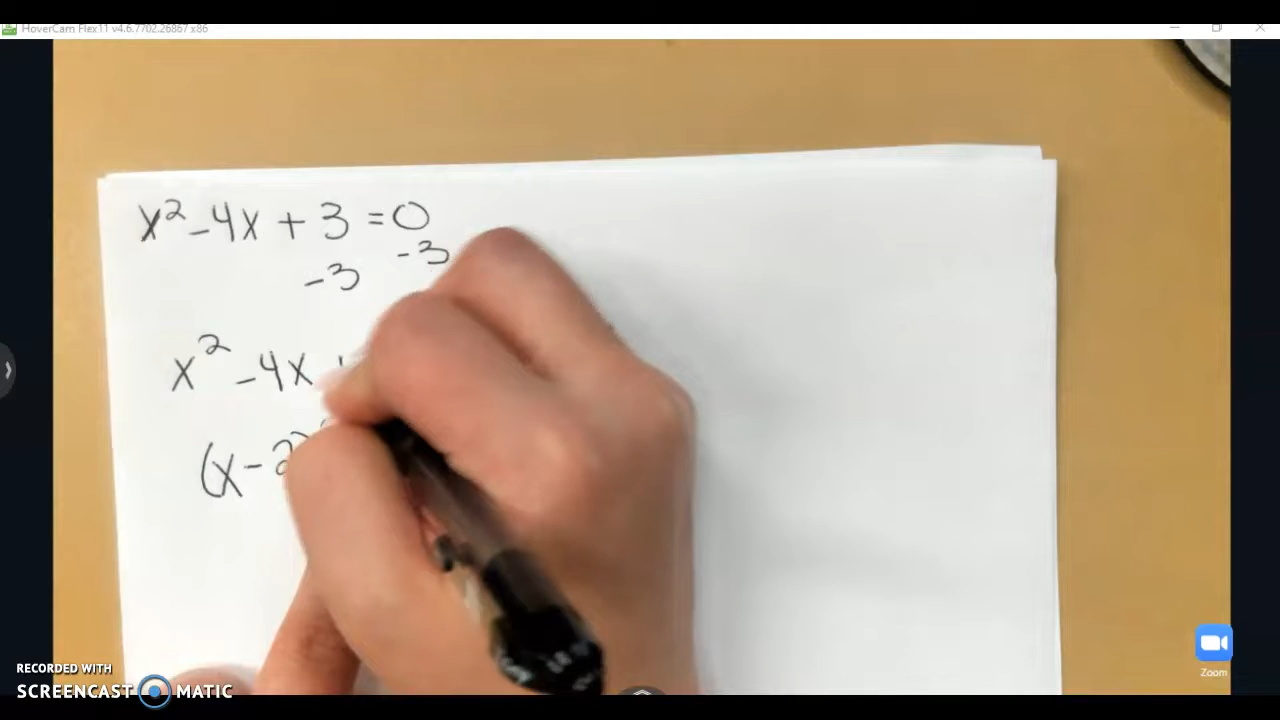 HoverCam Flex11 v4.6.7702.26867 x86
x² - 4x + 3 = 0
-3 -3
x² - 4x +
(x - 2)
Zoom
RECORDED WITH
SCREENCAST MATIC